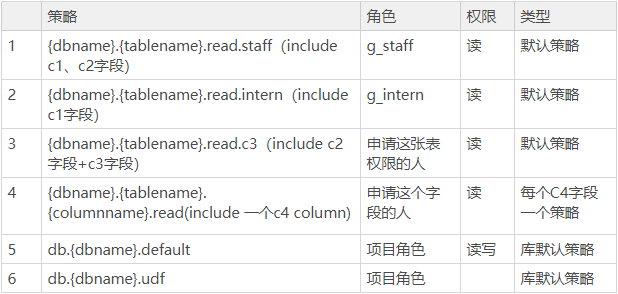 策略 角色 权限 类型
1 {dbname}.{tablename}.read.staff (include g_staff 读 默认策略
c1、c2字段)
2 {dbname}.{tablename}.read.intern (include g_intern 读 默认策略
c1字段)
3 {dbname}.{tablename}.read.c3 (include c2 申请这张表 读 默认策略
字段+c3字段) 权限的人
4 {dbname}.{tablename}. 申请这个字 读 每个C4字段
{columnname}.read(include 一个c4 column) 段的人 一个策略
5 db.{dbname}.default 项目角色 读写 库默认策略
6 db.{dbname}.udf 项目角色 库默认策略